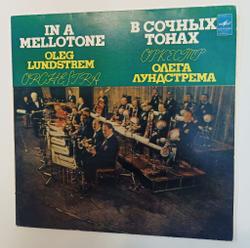 IN A
MELLOTONE
OLEG
LUNDSTREM
ORCHESTRA
В СОЧНЫХ
ТОНАХ
ОРКЕСТР
ОЛЕГА
ЛУНДСТРЕМА